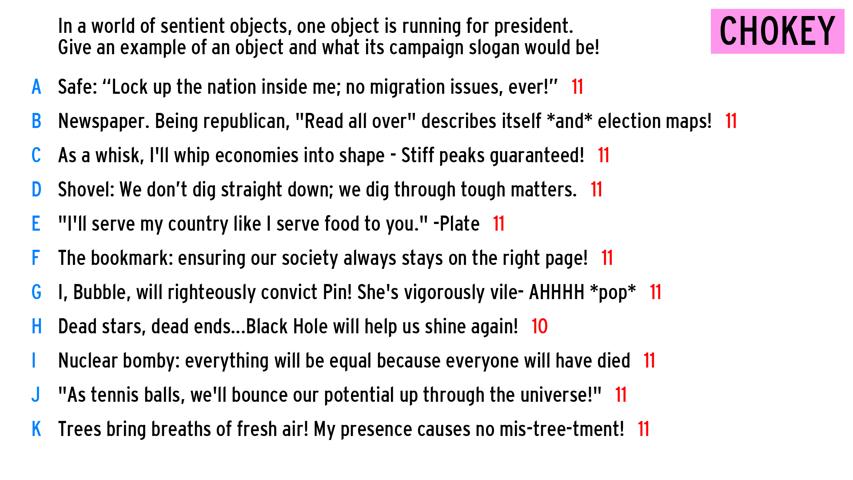 In a world of sentient objects, one object is running for president.
Give an example of an object and what its campaign slogan would be!
CHOKEY
A Safe: “Lock up the nation inside me; no migration issues, ever!” 11
B Newspaper. Being republican, "Read all over" describes itself *and* election maps! 11
C As a whisk, I'll whip economies into shape - Stiff peaks guaranteed! 11
D Shovel: We don’t dig straight down; we dig through tough matters. 11
E "I'll serve my country like I serve food to you." -Plate 11
F The bookmark: ensuring our society always stays on the right page! 11
G I, Bubble, will righteously convict Pin! She's vigorously vile- AHHHH *pop* 11
H Dead stars, dead ends...Black Hole will help us shine again! 10
I Nuclear bomby: everything will be equal because everyone will have died 11
J "As tennis balls, we'll bounce our potential up through the universe!" 11
K Trees bring breaths of fresh air! My presence causes no mis-tree-tment! 11